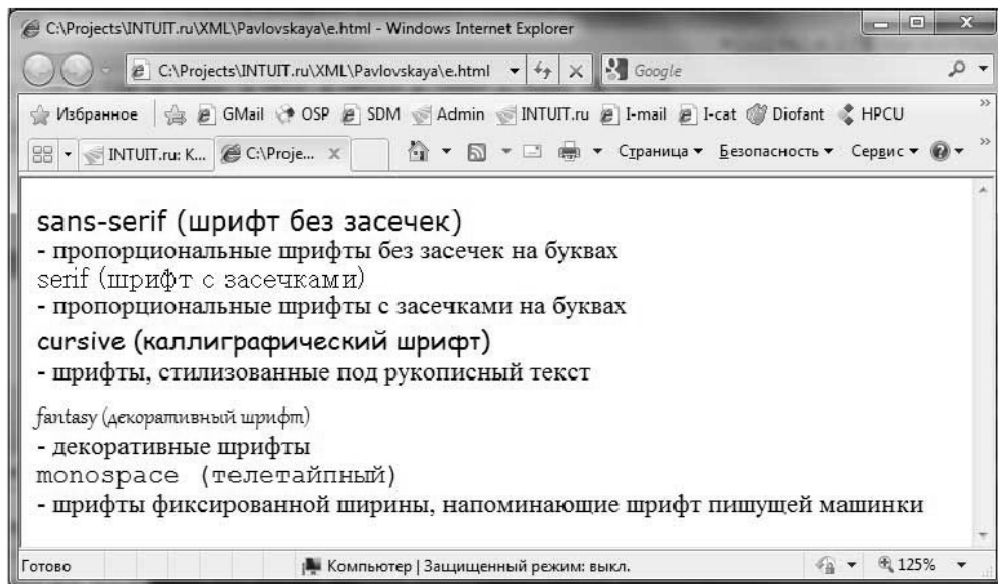 C:\Projects\INTUIT.ru\XML\Pavlovskaya\e.html - Windows Internet Explorer
C:\Projects\INTUIT.ru\XML\Pavlovskaya\e.html Google
Избранное GMail OSP SDM Admin INTUIT.ru I-mail I-cat Diofant HPCU »
INTUIT.ru: K... C:\Proje... x Страница Безопасность Сервис »
sans-serif (шрифт без засечек)
- пропорциональные шрифты без засечек на буквах
serif (шрифт с засечками)
- пропорциональные шрифты с засечками на буквах
cursive (каллиграфический шрифт)
- шрифты, стилизованные под рукописный текст
fantasy (декоративный шрифт)
- декоративные шрифты
monospace (телетайпный)
- шрифты фиксированной ширины, напоминающие шрифт пишущей машинки
Готово Компьютер | Защищенный режим: выкл. 125%